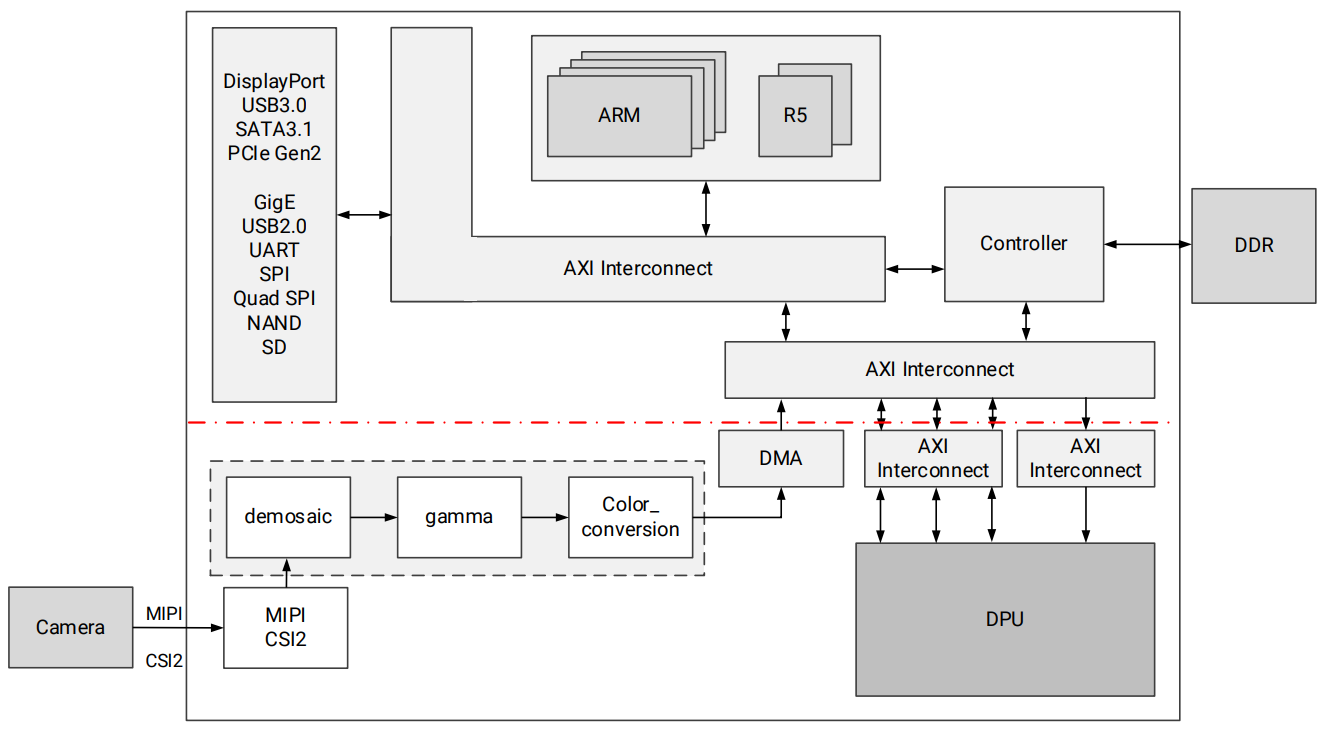 DisplayPort
USB3.0
SATA3.1
PCIe Gen2
GigE
USB2.0
UART
SPI
Quad SPI
NAND
SD
ARM
R5
AXI Interconnect
Controller
DDR
AXI Interconnect
DMA
AXI
Interconnect
AXI
Interconnect
demosaic
gamma
Color_
conversion
Camera
MIPI
CSI2
MIPI
CSI2
DPU